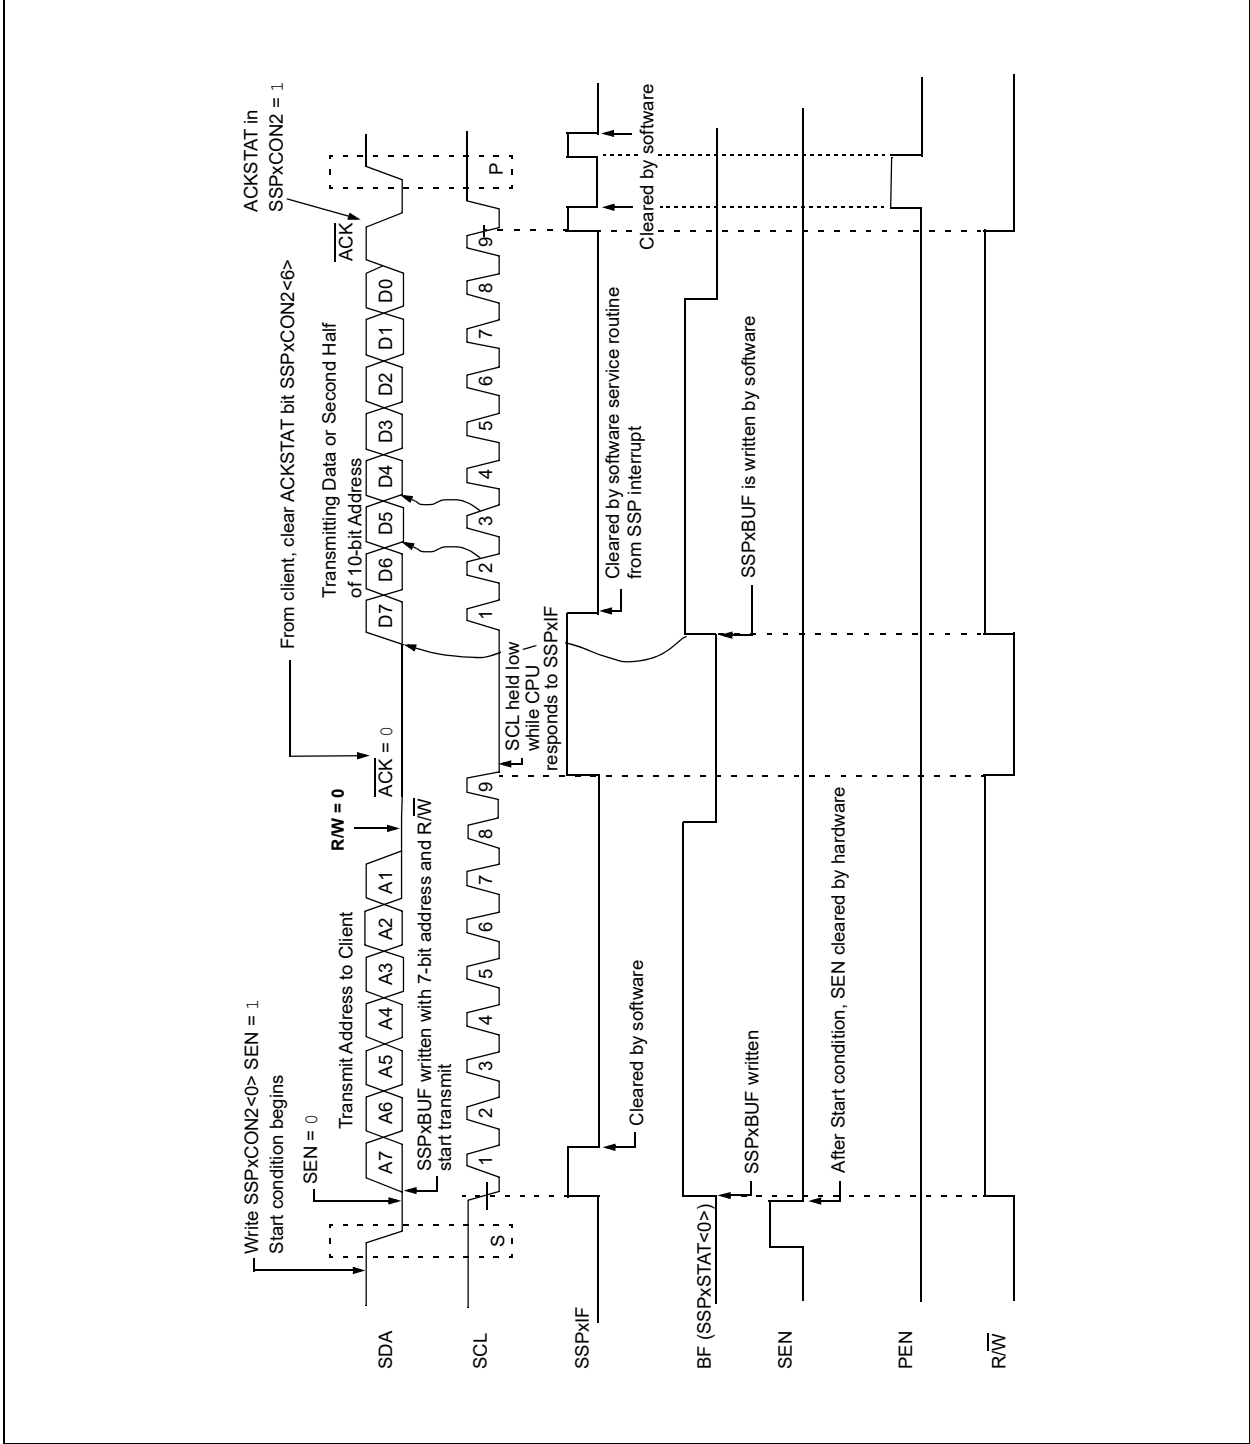 Write SSPxCON2<0> SEN = 1
Start condition begins
SEN = 0
Transmit Address to Client
R/W = 0
From client, clear ACKSTAT bit SSPxCON2<6>
ACK = 0
Transmitting Data or Second Half
of 10-bit Address
ACK
ACKSTAT in
SSPxCON2 = 1
SDA
A7 A6 A5 A4 A3 A2 A1
D7 D6 D5 D4 D3 D2 D1 D0
SSPxBUF written with 7-bit address and R/W
start transmit
SCL
S
1 2 3 4 5 6 7 8 9
1 2 3 4 5 6 7 8 9
P
SCL held low
while CPU
responds to SSPxIF
SSPxIF
Cleared by software
Cleared by software service routine
from SSP interrupt
Cleared by software
BF (SSPxSTAT<0>)
SSPxBUF written
SSPxBUF is written by software
SEN
After Start condition, SEN cleared by hardware
PEN
R/W